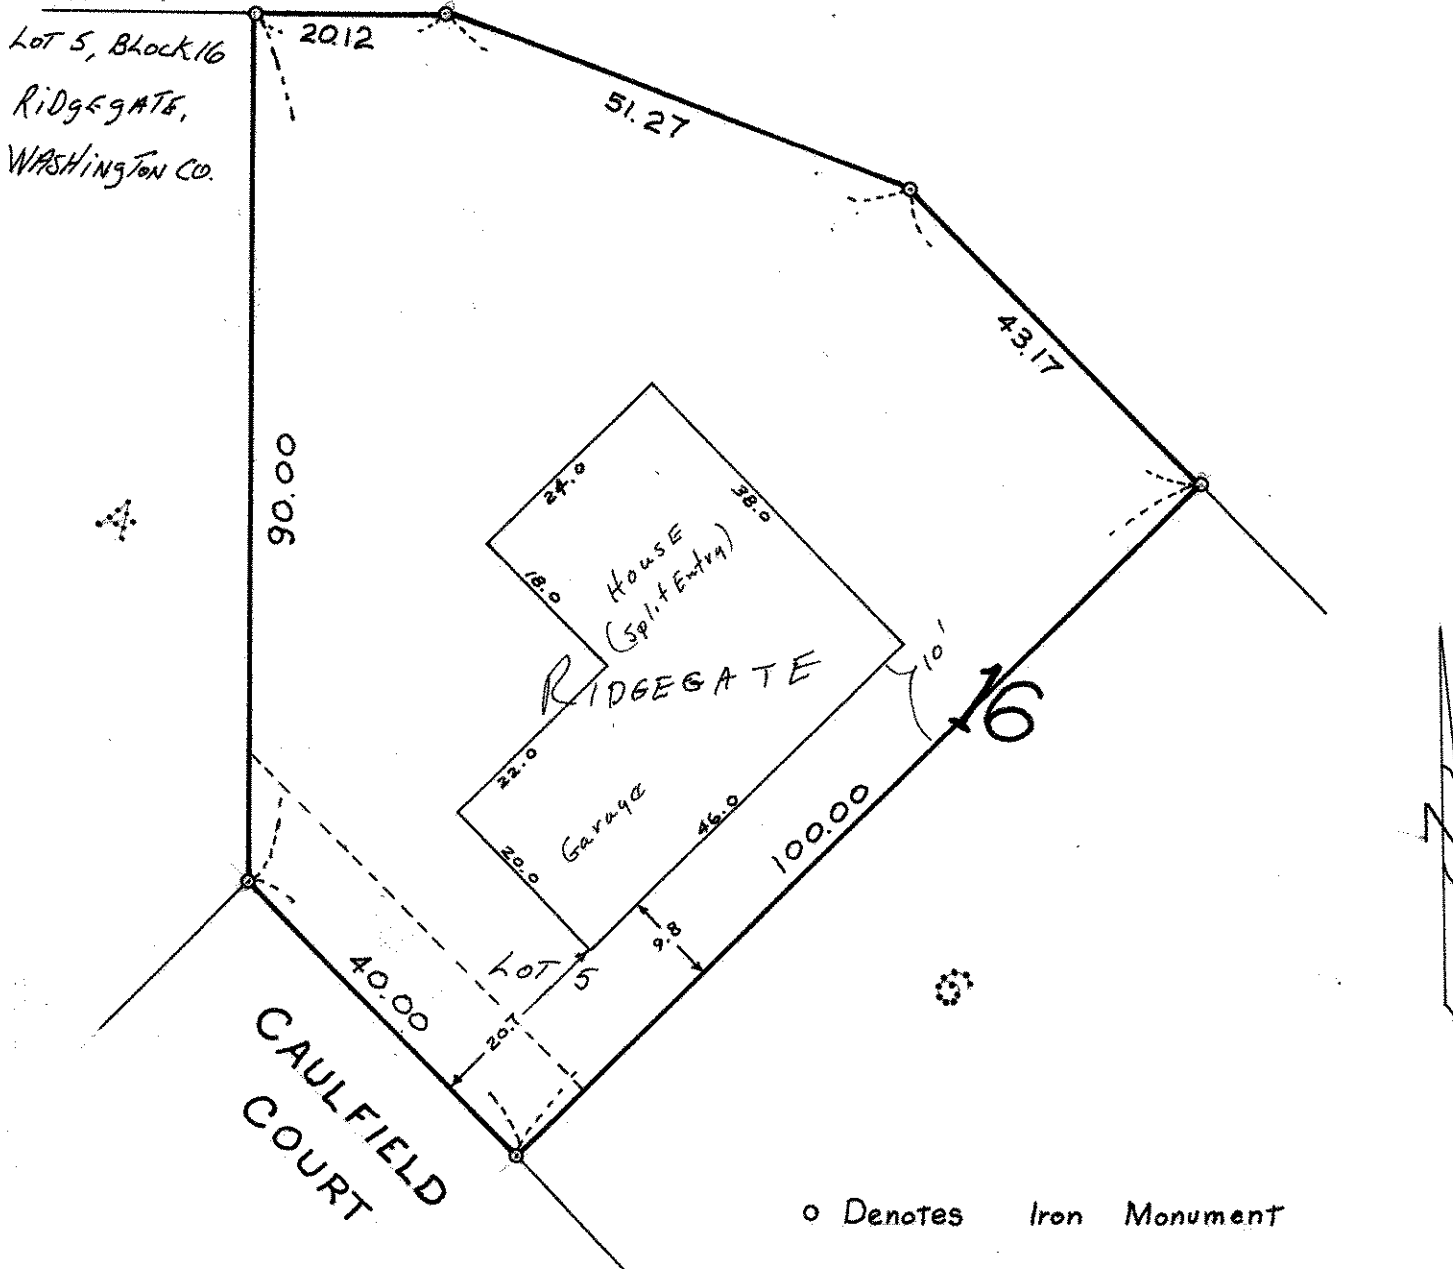 LOT 5, BLOCK 16
RIDGEGATE,
WASHINGTON CO.
20.12
51.27
43.17
90.00
24.0
38.0
18.0
House
(Split Entry)
RIDGEGATE
10'
16
22.0
Garage
46.0
20.0
100.00
9.8
LOT 5
20.7
40.00
CAULFIELD
COURT
4
6
o Denotes Iron Monument